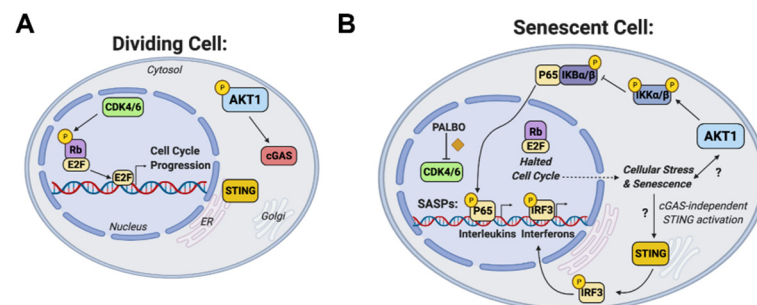 A
Dividing Cell:
Cytosol
P
AKT1
CDK4/6
P
Rb
E2F
E2F
Cell Cycle
Progression
cGAS
STING
Nucleus
ER
Golgi
B
Senescent Cell:
P
P65
IKBα/β
P
P
IKKα/β
AKT1
PALBO
CDK4/6
Rb
E2F
Halted
Cell Cycle
Cellular Stress
& Senescence
?
SASPs:
P
P65
P
IRF3
Interleukins
Interferons
?
cGAS-independent
STING activation
STING
P
IRF3